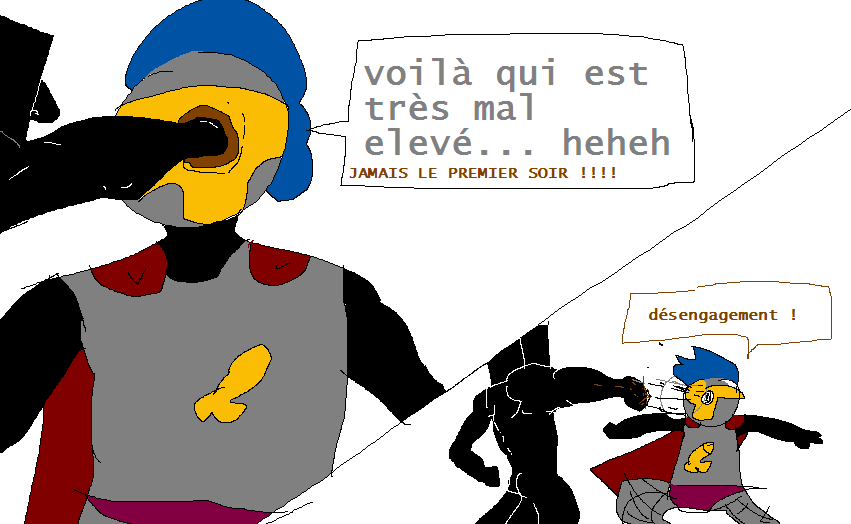 voilà qui est
très mal
elevé... heheh
JAMAIS LE PREMIER SOIR !!!!
désengagement !